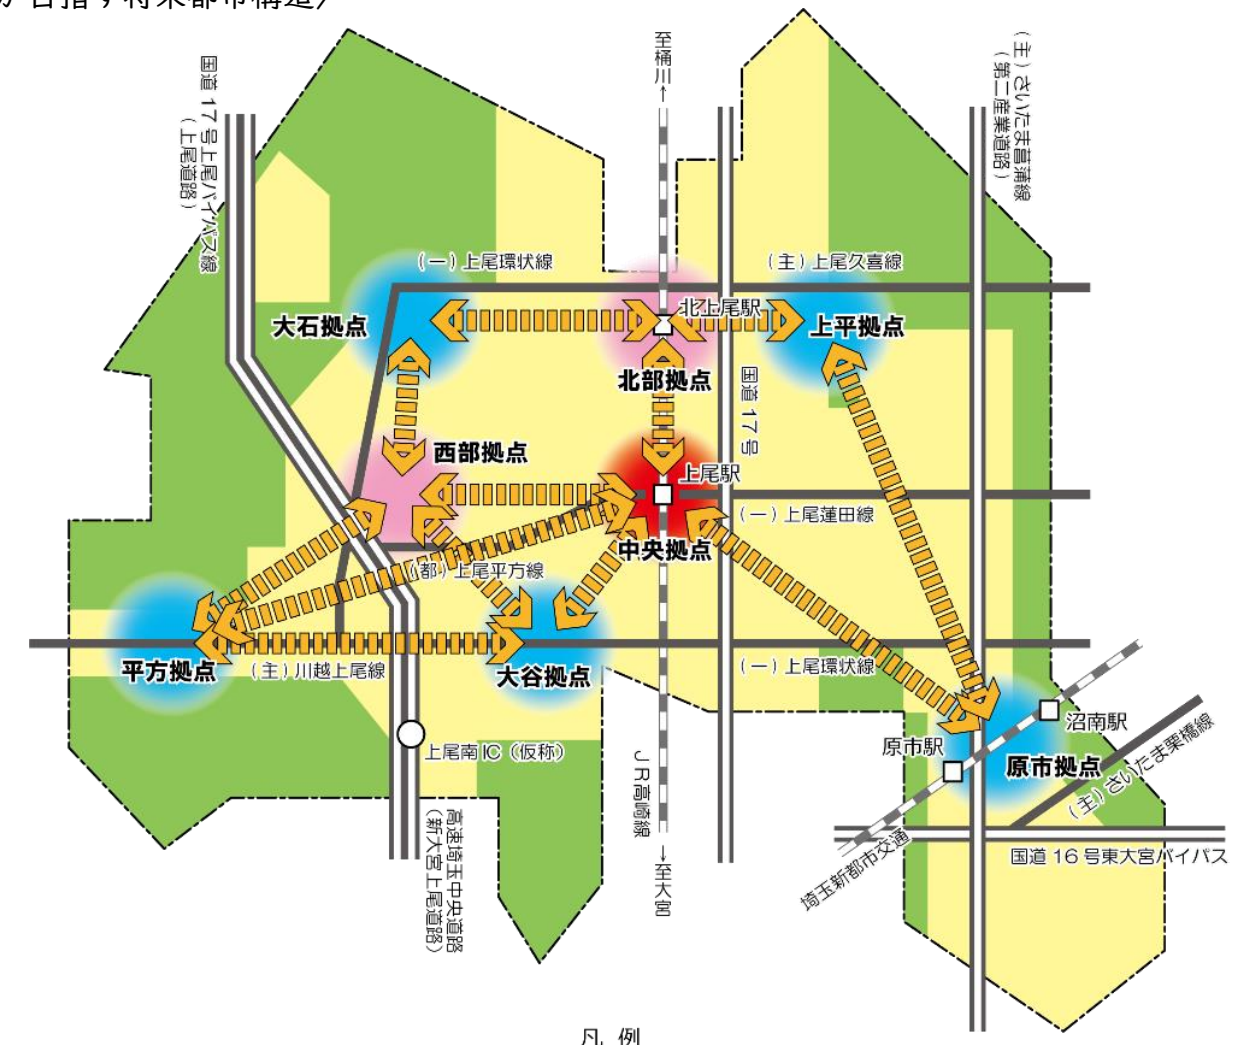 が目指す将来都市構造〉
至桶川←
国道17号上尾バイパス線
（上尾道路）
（主）さいたま菖蒲線
（第二産業道路）
（一）上尾環状線
（主）上尾久喜線
北上尾駅
大石拠点
上平拠点
北部拠点
国道17号
西部拠点
上尾駅
（一）上尾蓮田線
中央拠点
（都）上尾平方線
平方拠点
（主）川越上尾線
大谷拠点
（一）上尾環状線
沼南駅
原市駅
上尾南IC（仮称）
原市拠点
（主）さいたま栗橋線
JR高崎線
→至大宮
高速埼玉中央道路
（新大宮上尾道路）
埼玉新都市交通
国道16号東大宮バイパス
凡 例